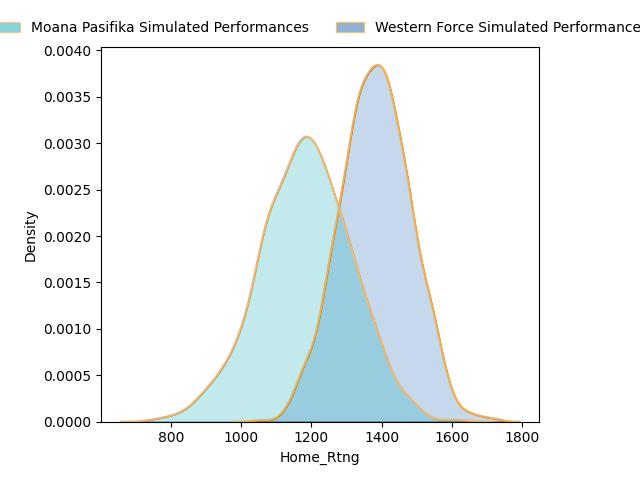 Moana Pasifika Simulated Performances
Western Force Simulated Performance
0.0040
0.0035
0.0030
0.0025
0.0020
0.0015
0.0010
0.0005
0.0000
Density
800 1000 1200 1400 1600 1800
Home_Rtng